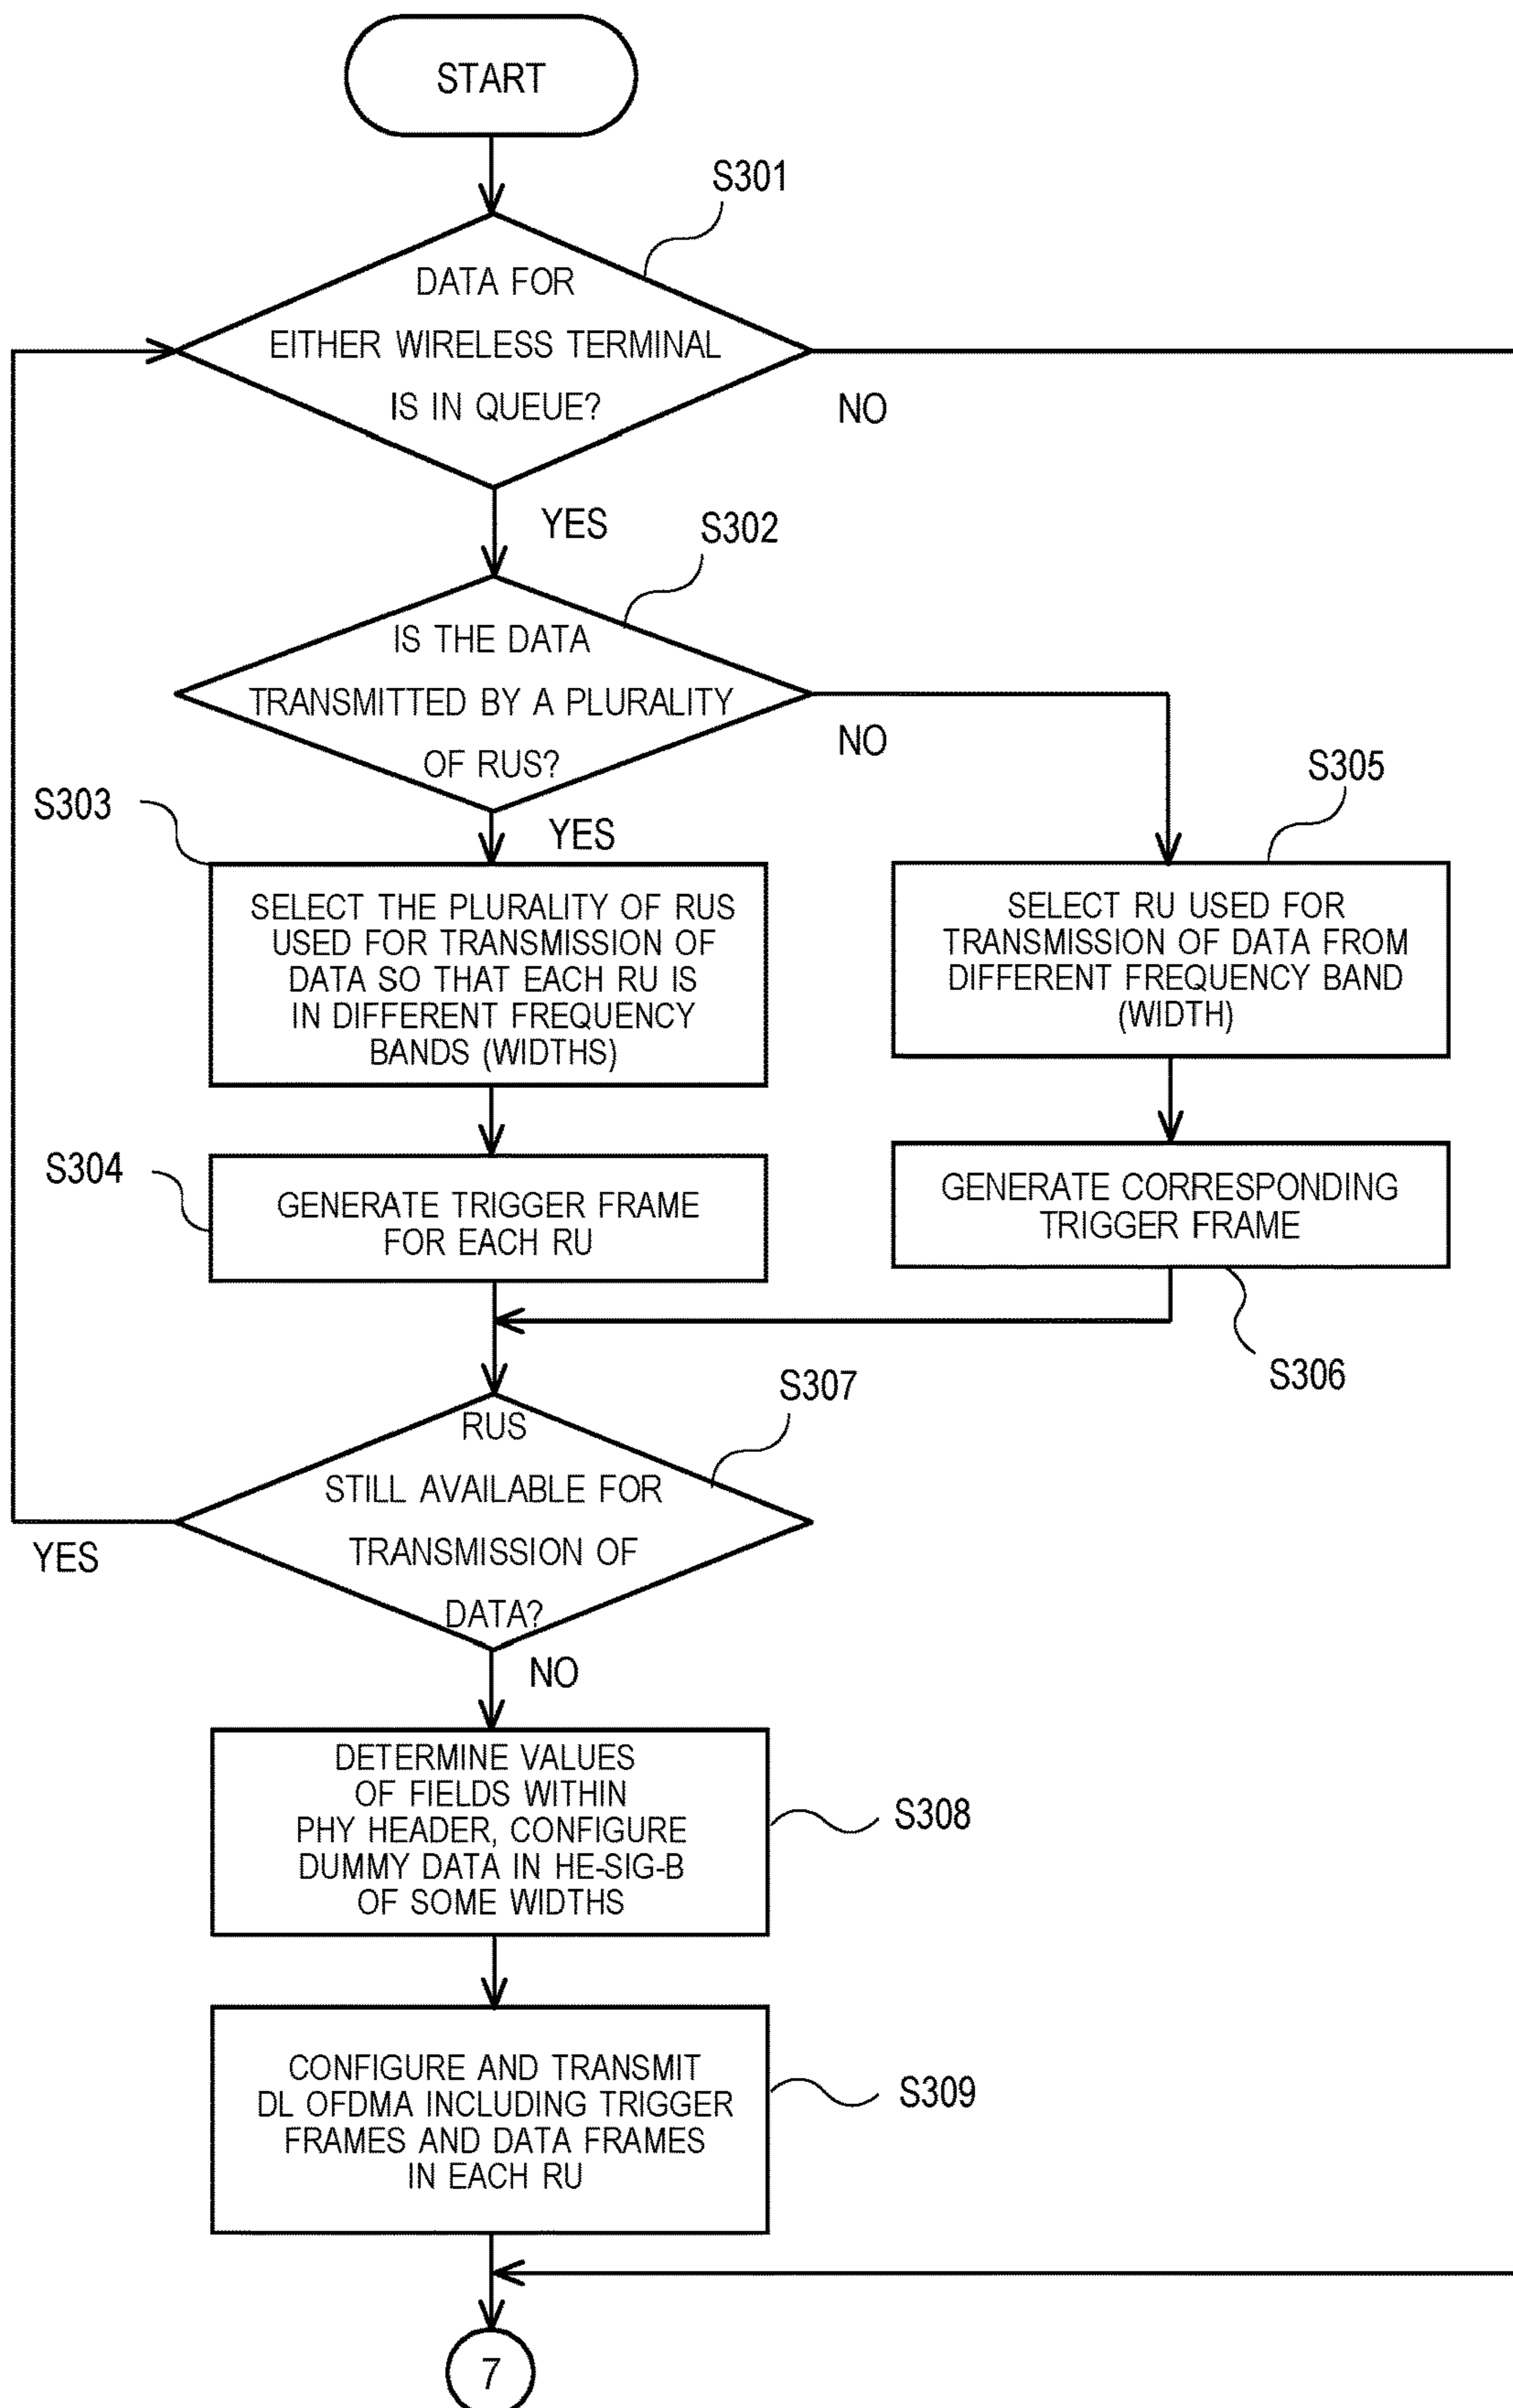 START
S301
DATA FOR
EITHER WIRELESS TERMINAL
IS IN QUEUE?
NO
YES
S302
IS THE DATA
TRANSMITTED BY A PLURALITY
OF RUS?
NO
YES
S303
SELECT THE PLURALITY OF RUS
USED FOR TRANSMISSION OF
DATA SO THAT EACH RU IS
IN DIFFERENT FREQUENCY
BANDS (WIDTHS)
S305
SELECT RU USED FOR
TRANSMISSION OF DATA FROM
DIFFERENT FREQUENCY BAND
(WIDTH)
S304
GENERATE TRIGGER FRAME
FOR EACH RU
GENERATE CORRESPONDING
TRIGGER FRAME
S306
S307
RUS
STILL AVAILABLE FOR
TRANSMISSION OF
DATA?
YES
NO
DETERMINE VALUES
OF FIELDS WITHIN
PHY HEADER, CONFIGURE
DUMMY DATA IN HE-SIG-B
OF SOME WIDTHS
S308
CONFIGURE AND TRANSMIT
DL OFDMA INCLUDING TRIGGER
FRAMES AND DATA FRAMES
IN EACH RU
S309
7